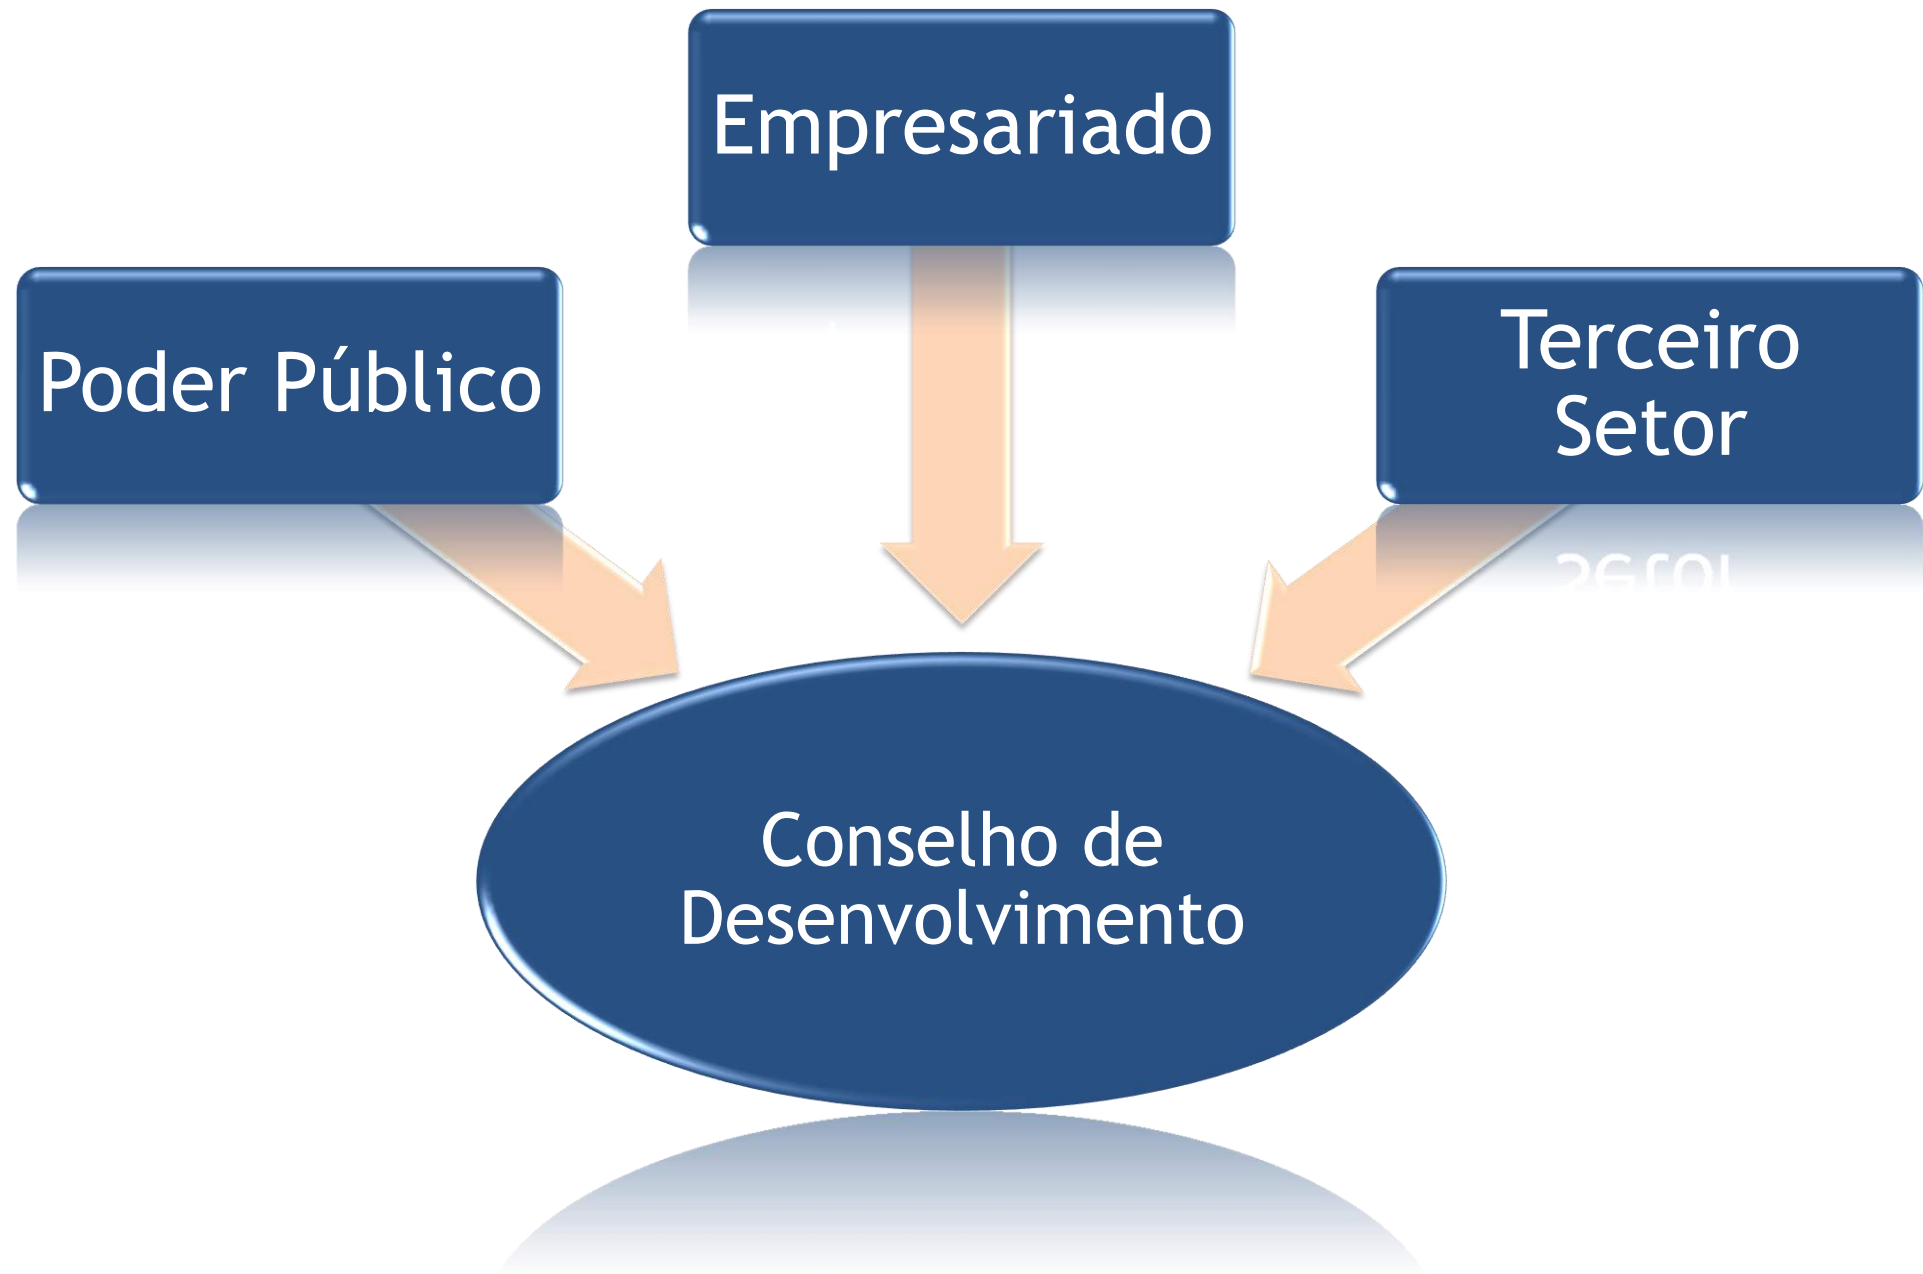 Empresariado
Poder Público
Terceiro
Setor
Conselho de
Desenvolvimento